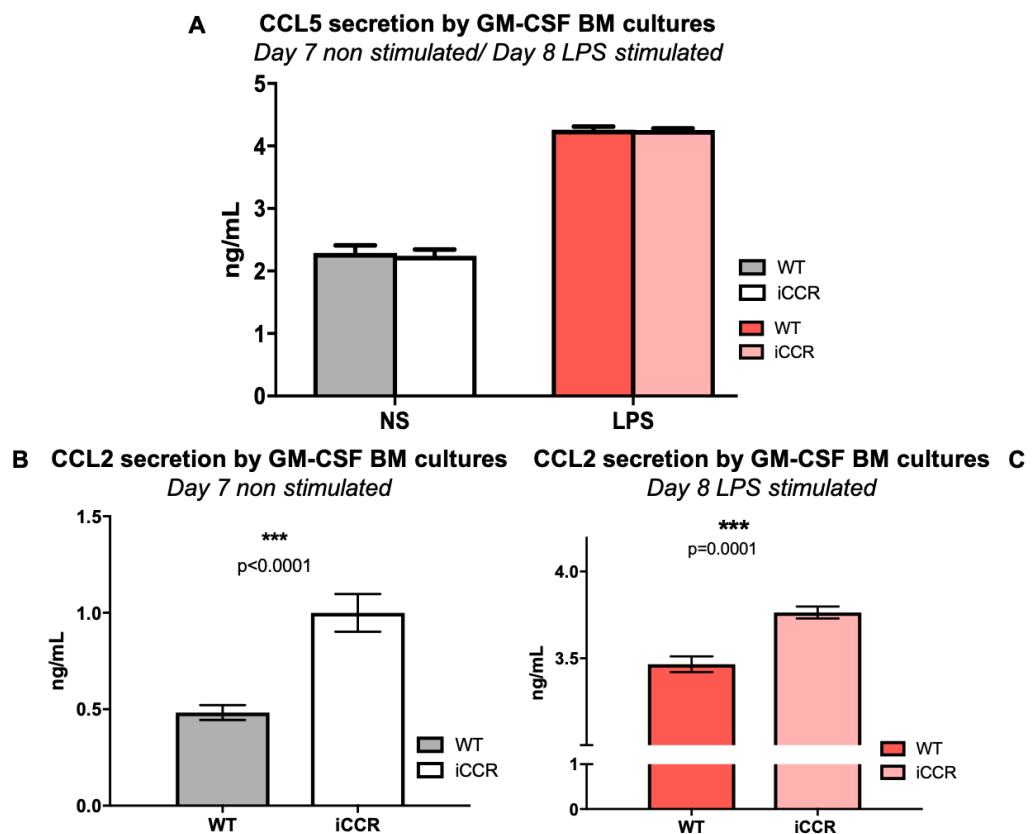 A CCL5 secretion by GM-CSF BM cultures
Day 7 non stimulated/ Day 8 LPS stimulated
5
4
3
2
1
0
ng/mL
NS LPS
WT
iCCR
WT
iCCR
B CCL2 secretion by GM-CSF BM cultures
Day 7 non stimulated
1.5
1.0
0.5
0.0
ng/mL
***
p<0.0001
WT iCCR
WT
iCCR
CCL2 secretion by GM-CSF BM cultures C
Day 8 LPS stimulated
***
p=0.0001
4.0
3.5
1
0
ng/mL
WT iCCR
WT
iCCR